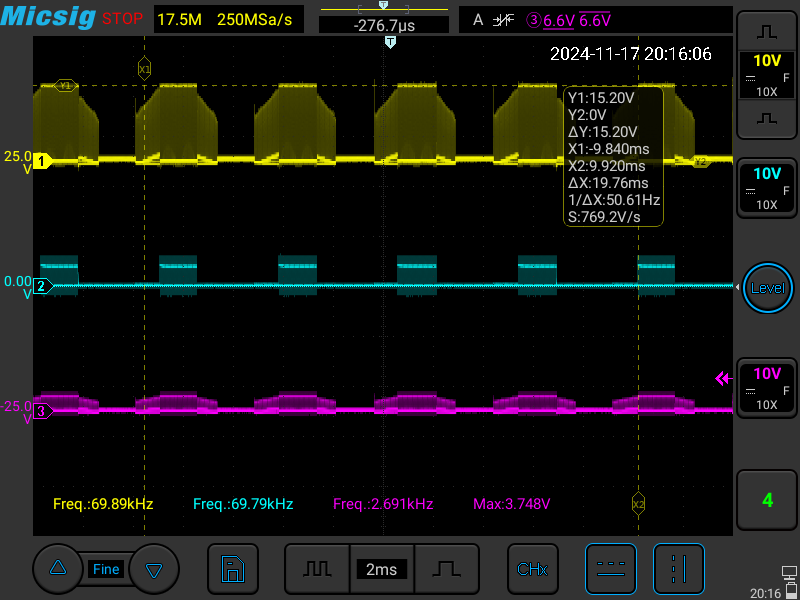 Micsig STOP 17.5M 250MSa/s -276.7μs A 3 6.6V 6.6V
T
2024-11-17 20:16:06
X1
Y1
Y1:15.20V
Y2:0V
ΔY:15.20V
X1:-9.840ms
X2:9.920ms
ΔX:19.76ms
1/ΔX:50.61Hz
S:769.2V/s
25.0
V
1
Y2
0.00
V
2
-25.0
V
3
Freq.:69.89kHz Freq.:69.79kHz Freq.:2.691kHz Max:3.748V
X2
10V
F
10X
10V
F
10X
Level
10V
F
10X
4
Fine 2ms CHx
20:16